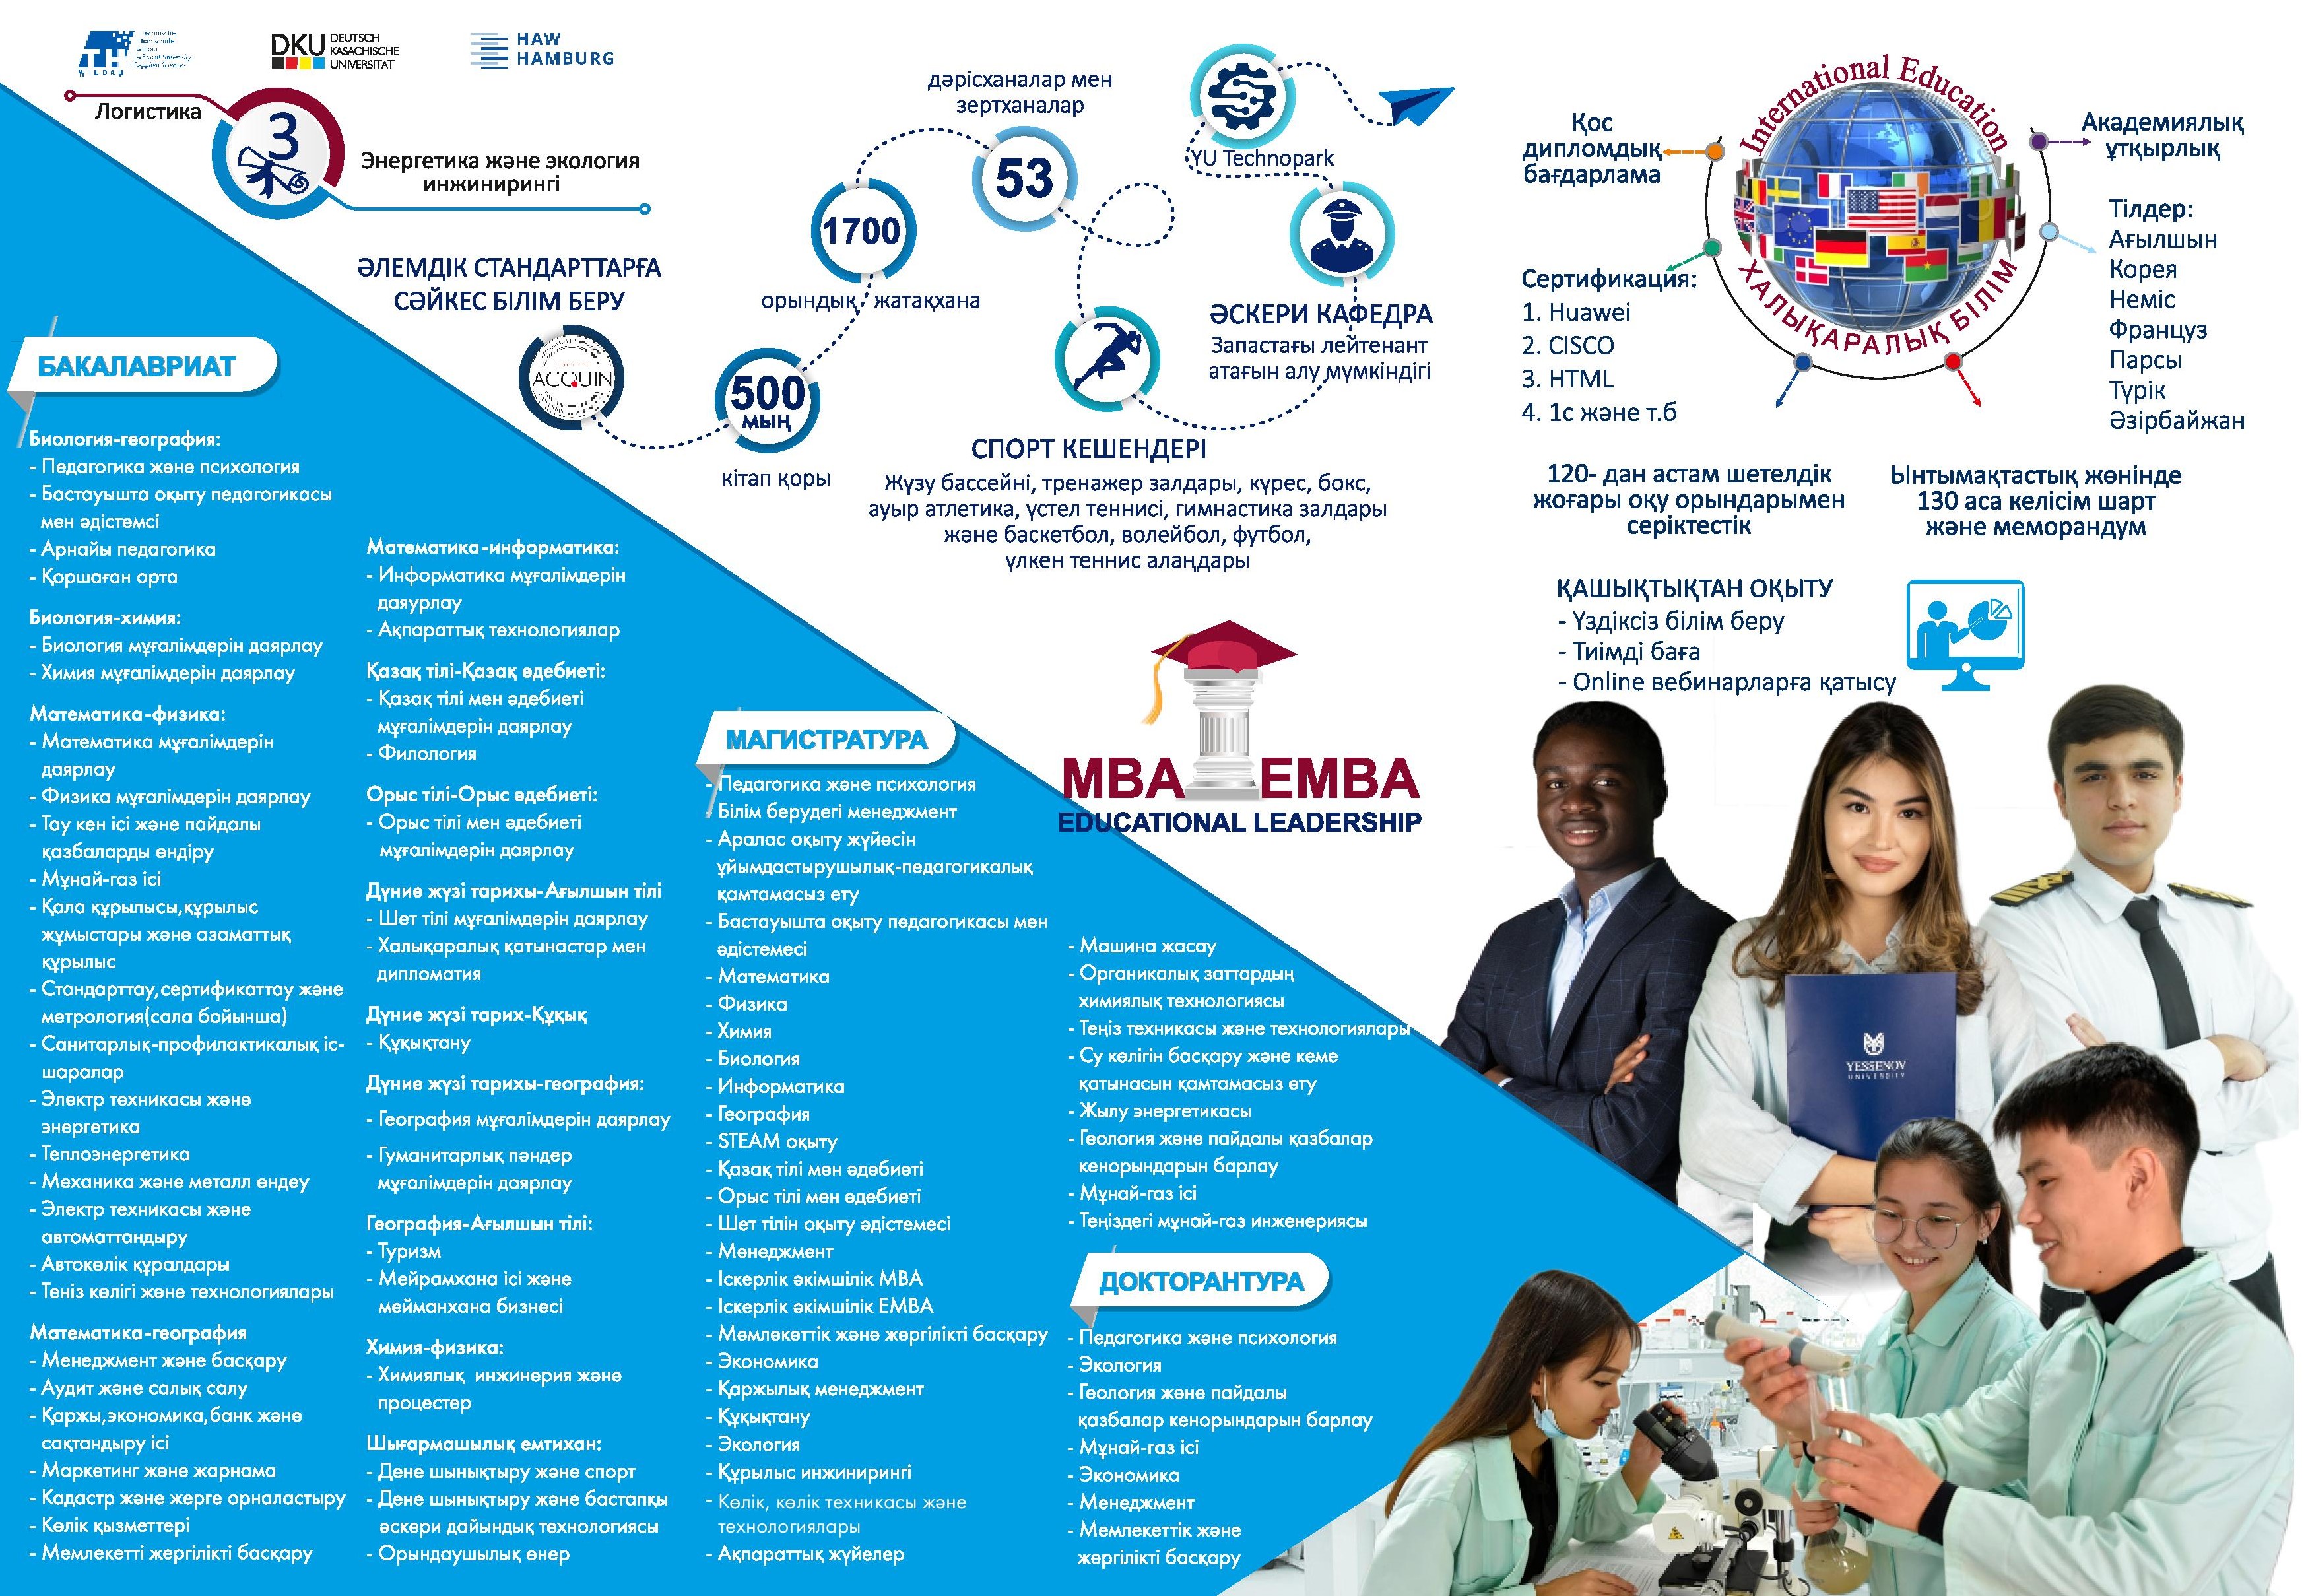 TH
WILDAU
DKU
DEUTSCH
KASACHISCHE
UNIVERSITAT
HAW
HAMBURG
Логистика
3
Энергетика және экология
инжинирингі
ӘЛЕМДІК СТАНДАРТТАРҒА
СӘЙКЕС БІЛІМ БЕРУ
ACQUIN
500
МЫҢ
кітап қоры
1700
орындық жатақхана
дәрісханалар мен
зертханалар
53
YU Technopark
ӘСКЕРИ КАФЕДРА
Запастағы лейтенант
атағын алу мүмкіндігі
СПОРТ КЕШЕНДЕРІ
Жүзу бассейні, тренажер залдары, күрес, бокс,
ауыр атлетика, үстел теннисі, гимнастика залдары
және баскетбол, волейбол, футбол,
үлкен теннис алаңдары
International Education
ХАЛЫҚАРАЛЫҚ БІЛІМ
Қос
дипломдық
бағдарлама
Академиялық
ұтқырлық
Сертификация:
1. Huawei
2. CISCO
3. HTML
4. 1с және т.б
Тілдер:
Ағылшын
Корея
Неміс
Француз
Парсы
Түрік
Әзірбайжан
120- дан астам шетелдік
жоғары оқу орындарымен
серіктестік
Ынтымақтастық жөнінде
130 аса келісім шарт
және меморандум
ҚАШЫҚТЫҚТАН ОҚЫТУ
- Үздіксіз білім беру
- Тиімді баға
- Online вебинарларға қатысу
MBA EMBA
EDUCATIONAL LEADERSHIP
YESSENOV
UNIVERSITY
БАКАЛАВРИАТ
Биология-география:
- Педагогика және психология
- Бастауышта оқыту педагогикасы
мен әдістемсі
- Арнайы педагогика
- Қоршаған орта
Биология-химия:
- Биология мұғалімдерін даярлау
- Химия мұғалімдерін даярлау
Математика-физика:
- Математика мұғалімдерін
даярлау
- Физика мұғалімдерін даярлау
- Тау кен ісі және пайдалы
қазбаларды өндіру
- Мұнай-газ ісі
- Қала құрылысы,құрылыс
жұмыстары және азаматтық
құрылыс
- Стандарттау,сертификаттау және
метрология(сала бойынша)
- Санитарлық-профилактикалық іс-
шаралар
- Электр техникасы және
энергетика
- Теплоэнергетика
- Механика және металл өңдеу
- Электр техникасы және
автоматтандыру
- Автокөлік құралдары
- Теніз көлігі және технологиялары
Математика-география
- Менеджмент және басқару
- Аудит және салық салу
- Қаржы,экономика,банк және
сақтандыру ісі
- Маркетинг және жарнама
- Кадастр және жерге орналастыру
- Көлік қызметтері
- Мемлекетті жергілікті басқару
Математика-информатика:
- Информатика мұғалімдерін
даяурлау
- Ақпараттық технологиялар
Қазақ тілі-Қазақ әдебиеті:
- Қазақ тілі мен әдебиеті
мұғалімдерін даярлау
- Филология
Орыс тілі-Орыс әдебиеті:
- Орыс тілі мен әдебиеті
мұғалімдерін даярлау
Дүние жүзі тарихы-Ағылшын тілі
- Шет тілі мұғалімдерін даярлау
- Халықаралық қатынастар мен
дипломатия
Дүние жүзі тарих-Құқық
- Құқықтану
Дүние жүзі тарихы-география:
- География мұғалімдерін даярлау
- Гуманитарлық пәндер
мұғалімдерін даярлау
География-Ағылшын тілі:
- Туризм
- Мейрамхана ісі және
мейманхана бизнесі
Химия-физика:
- Химиялық инжинерия және
процестер
Шығармашылық емтихан:
- Дене шынықтыру және спорт
- Дене шынықтыру және бастапқы
әскери дайындық технологиясы
- Орындаушылық өнер
МАГИСТРАТУРА
- Педагогика және психология
- Білім берудегі менеджмент
- Аралас оқыту жүйесін
ұйымдастырушылық-педагогикалық
қамтамасыз ету
- Бастауышта оқыту педагогикасы мен
әдістемесі
- Математика
- Физика
- Химия
- Биология
- Информатика
- География
- STEAM оқыту
- Қазақ тілі мен әдебиеті
- Орыс тілі мен әдебиеті
- Шет тілін оқыту әдістемесі
- Менеджмент
- Іскерлік әкімшілік MBA
- Іскерлік әкімшілік EMBA
- Мемлекеттік және жергілікті басқару
- Экономика
- Қаржылық менеджмент
- Құқықтану
- Экология
- Құрылыс инжинирингі
- Көлік, көлік техникасы және
технологиялары
- Ақпараттық жүйелер
- Машина жасау
- Органикалық заттардың
химиялық технологиясы
- Теңіз техникасы және технологиялары
- Су көлігін басқару және кеме
қатынасын қамтамасыз ету
- Жылу энергетикасы
- Геология және пайдалы қазбалар
кенорындарын барлау
- Мұнай-газ ісі
- Теңіздегі мұнай-газ инженериясы
ДОКТОРАНТУРА
- Педагогика және психология
- Экология
- Геология және пайдалы
қазбалар кенорындарын барлау
- Мұнай-газ ісі
- Экономика
- Менеджмент
- Мемлекеттік және
жергілікті басқару